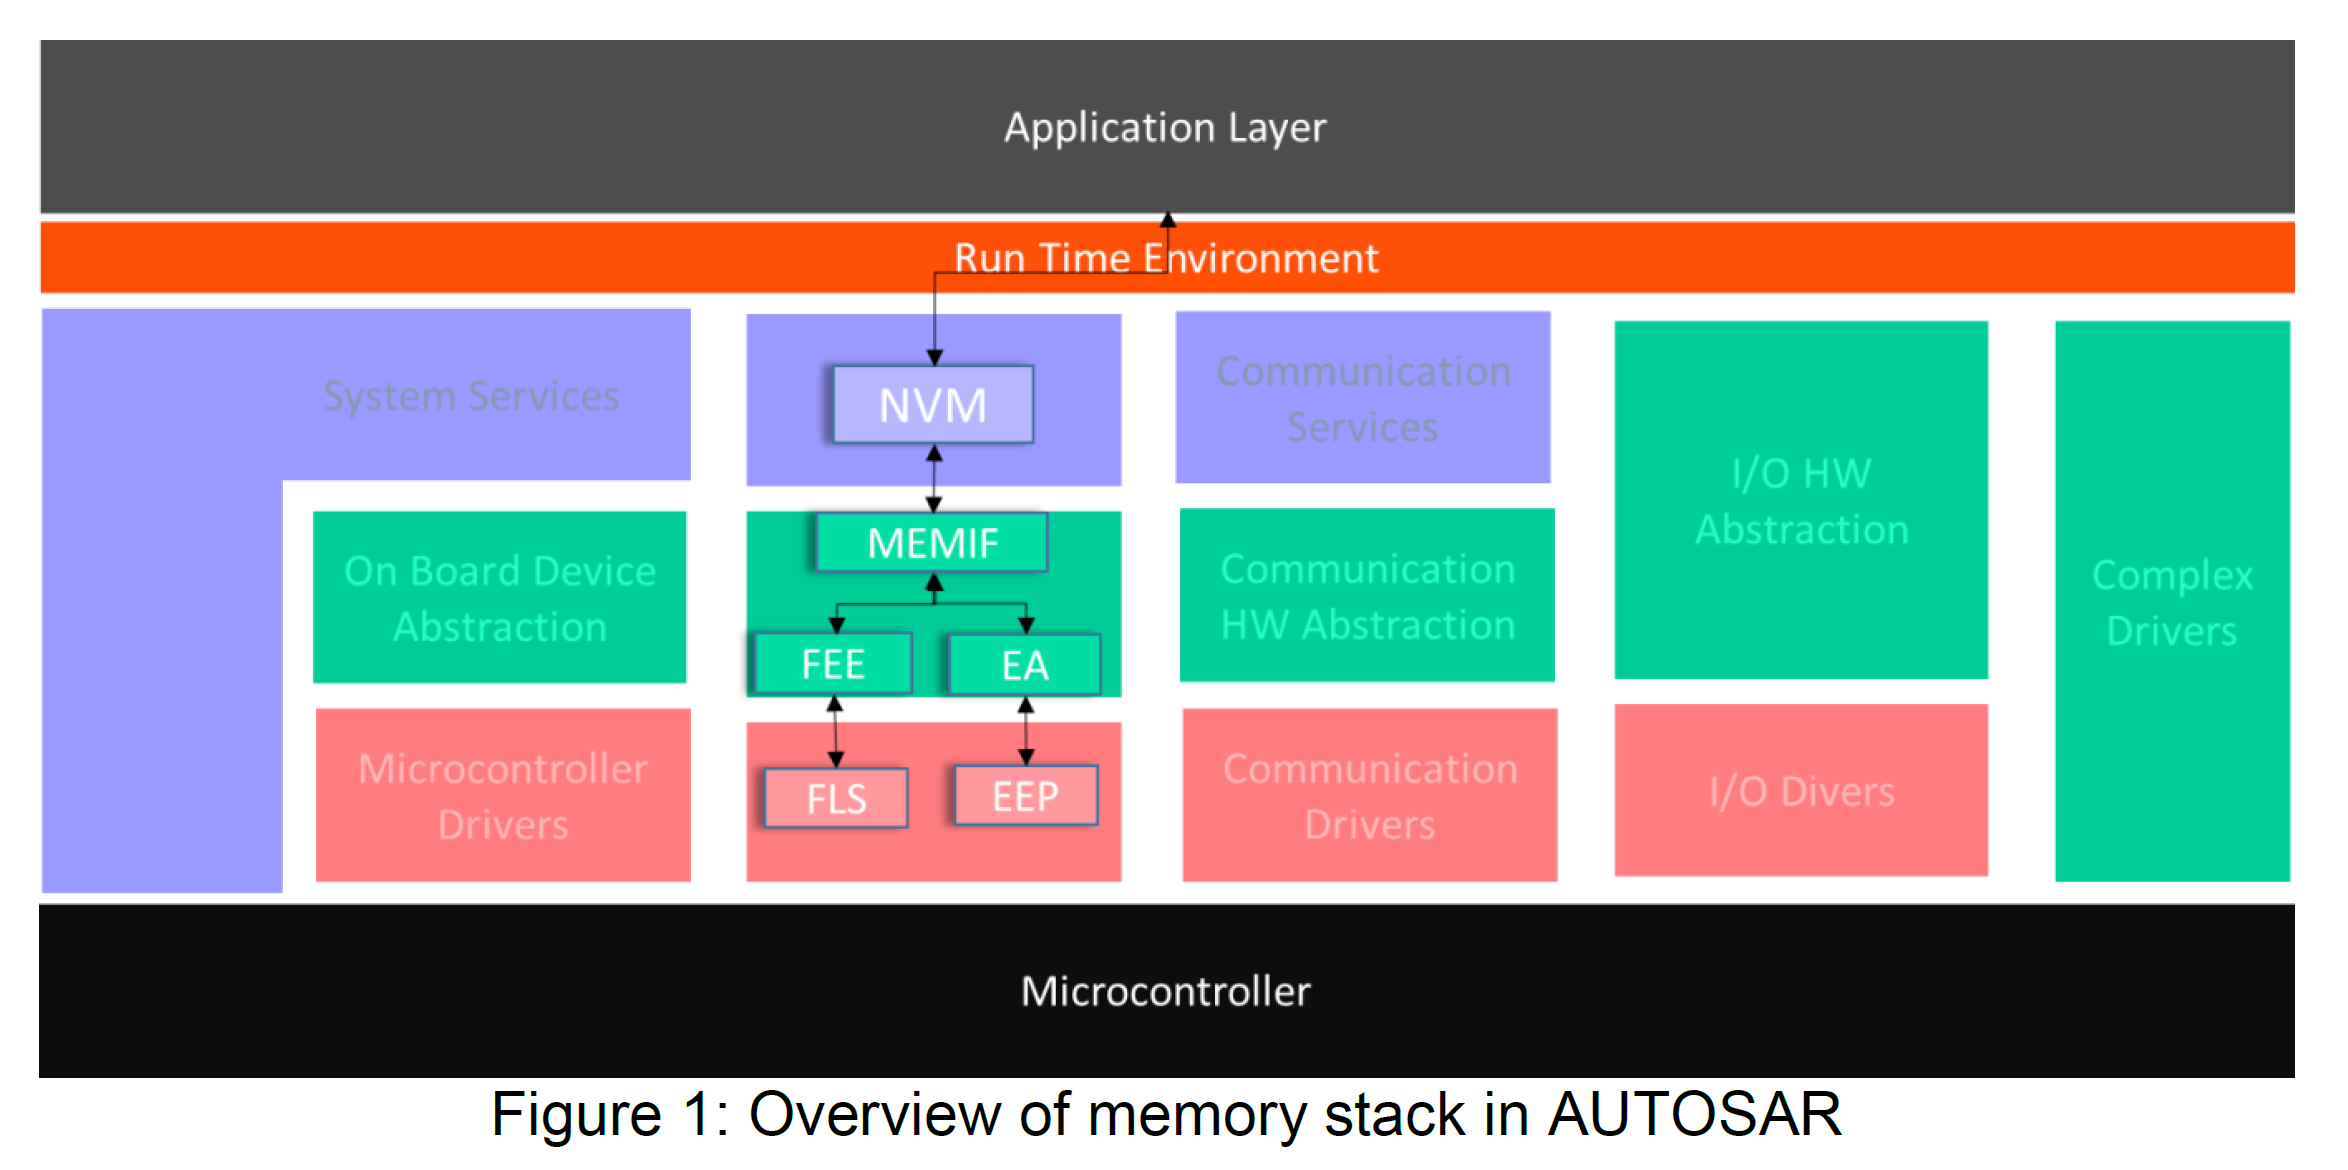 Application Layer
Run Time Environment
System Services
NVM
Communication
Services
I/O HW
Abstraction
Complex
Drivers
On Board Device
Abstraction
MEMIF
FEE
EA
Communication
HW Abstraction
Microcontroller
Drivers
FLS
EEP
Communication
Drivers
I/O Divers
Microcontroller
Figure 1: Overview of memory stack in AUTOSAR